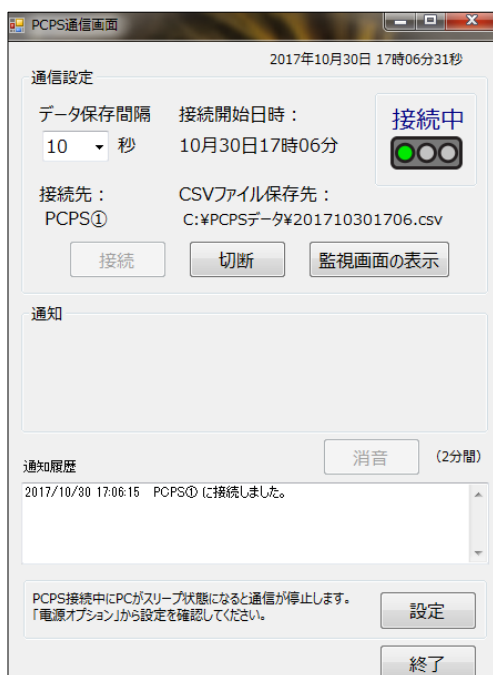 PCPS通信画面
2017年10月30日 17時06分31秒
通信設定
データ保存間隔
10 秒
接続開始日時：
10月30日17時06分
接続中
接続先：
PCPS①
CSVファイル保存先：
C:¥PCPSデータ¥201710301706.csv
接続 切断 監視画面の表示
通知
消音 (2分間)
通知履歴
2017/10/30 17:06:15 PCPS① に接続しました。
PCPS接続中にPCがスリープ状態になると通信が停止します。
「電源オプション」から設定を確認してください。
設定
終了